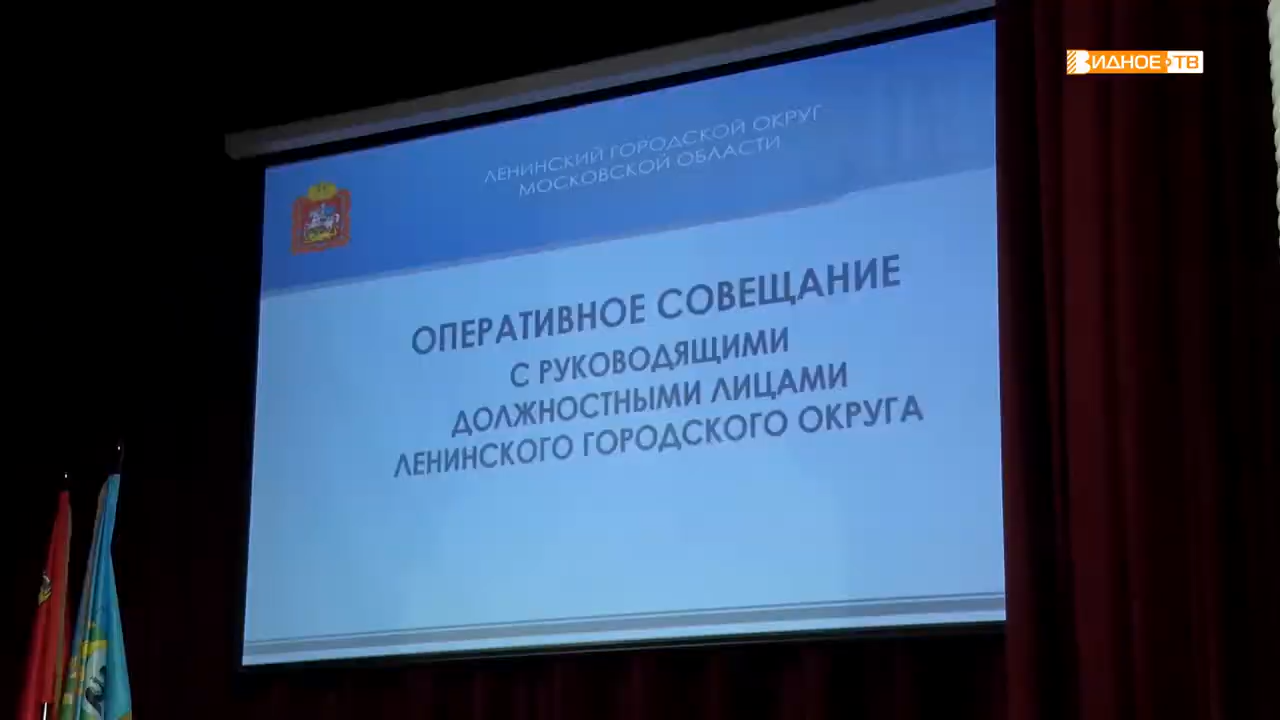 ВИДНОЕ ТВ
ЛЕНИНСКИЙ ГОРОДСКОЙ ОКРУГ
МОСКОВСКОЙ ОБЛАСТИ
ОПЕРАТИВНОЕ СОВЕЩАНИЕ
С РУКОВОДЯЩИМИ
ДОЛЖНОСТНЫМИ ЛИЦАМИ
ЛЕНИНСКОГО ГОРОДСКОГО ОКРУГА